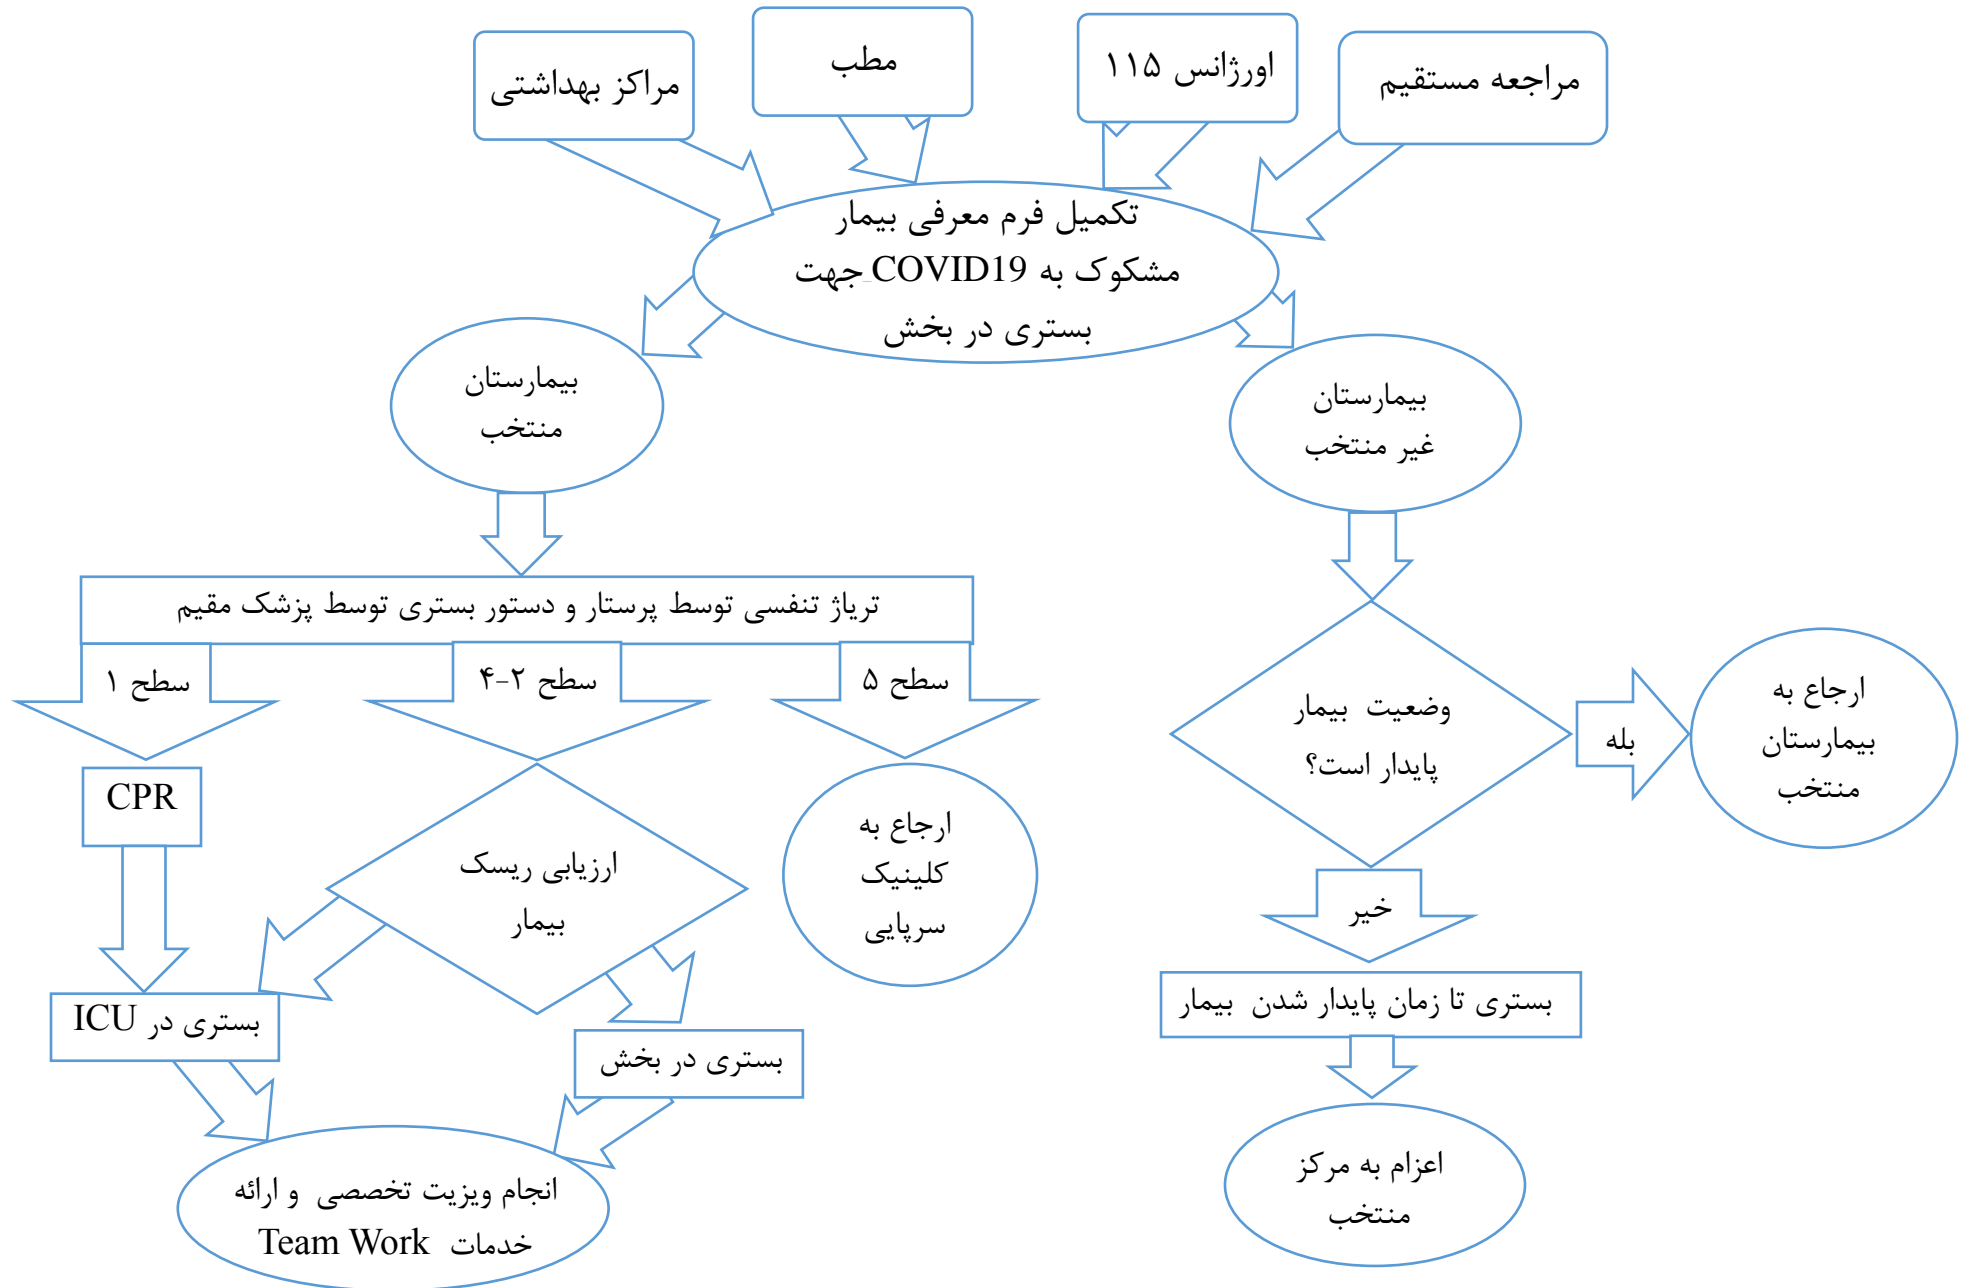 مراجعه مستقیم
اورژانس ۱۱۵
مطب
مراکز بهداشتی
تکمیل فرم معرفی بیمار
مشکوک به COVID19_جهت
بستری در بخش
بیمارستان
غیر منتخب
بیمارستان
منتخب
وضعیت بیمار
پایدار است؟
بله
ارجاع به
بیمارستان
منتخب
خیر
بستری تا زمان پایدار شدن بیمار
اعزام به مرکز
منتخب
تریاژ تنفسی توسط پرستار و دستور بستری توسط پزشک مقیم
سطح ۵
سطح ۲-۴
سطح ۱
ارجاع به
کلینیک
سرپایی
ارزیابی ریسک
بیمار
CPR
بستری در بخش
بستری در ICU
انجام ویزیت تخصصی و ارائه
خدمات Team Work